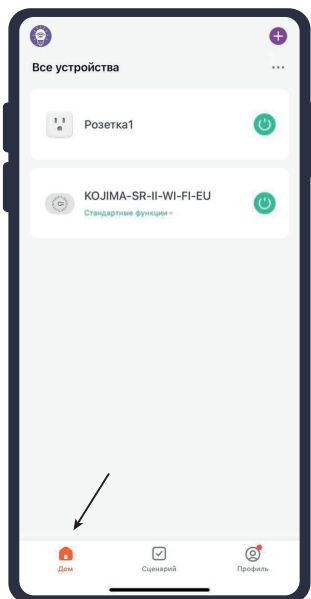 Все устройства
Розетка1
KOJIMA-SR-II-WI-FI-EU
Стандартные функции
Дом Сценарий Профиль